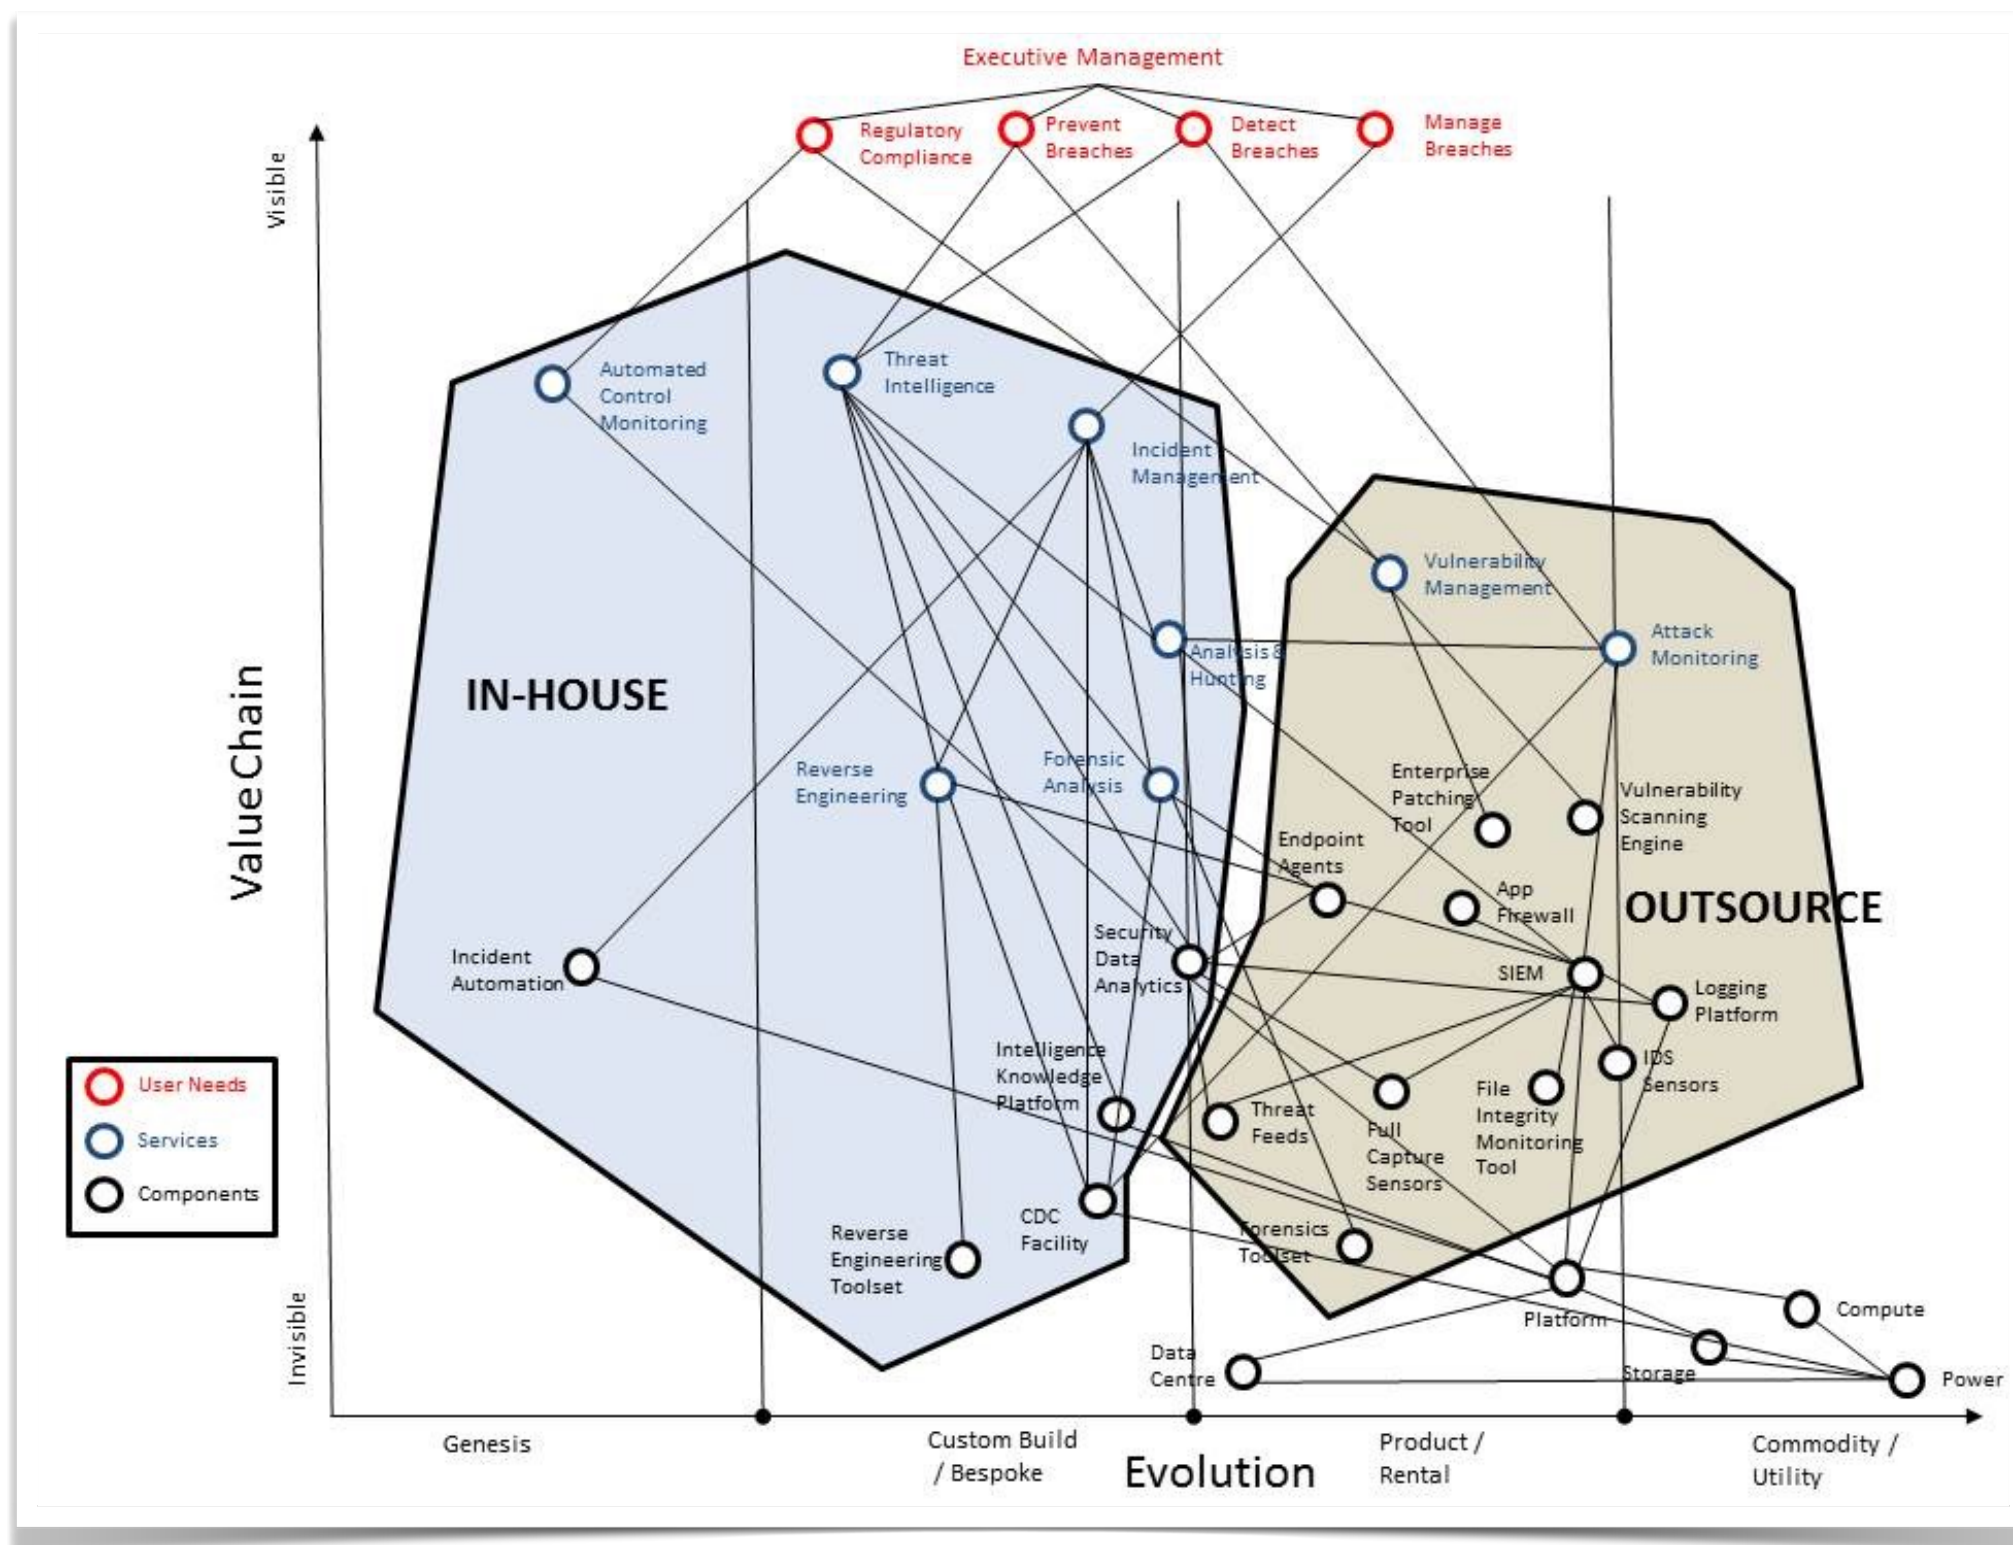 Executive Management
Regulatory
Compliance
Prevent
Breaches
Detect
Breaches
Manage
Breaches
Visible
Automated
Control
Monitoring
Threat
Intelligence
Incident
Management
Vulnerability
Management
Analysis &
Hunting
Attack
Monitoring
IN-HOUSE
Value Chain
Reverse
Engineering
Forensic
Analysis
Enterprise
Patching
Tool
Vulnerability
Scanning
Engine
Endpoint
Agents
App
Firewall
OUTSOURCE
Incident
Automation
Security
Data
Analytics
SIEM
Logging
Platform
Intelligence
Knowledge
Platform
IDS
Sensors
Threat
Feeds
Full
Capture
Sensors
File
Integrity
Monitoring
Tool
User Needs
Services
Components
CDC
Facility
Reverse
Engineering
Toolset
Forensics
Toolset
Invisible
Platform
Compute
Data
Centre
Storage
Power
Genesis
Custom Build
/ Bespoke
Evolution
Product /
Rental
Commodity /
Utility